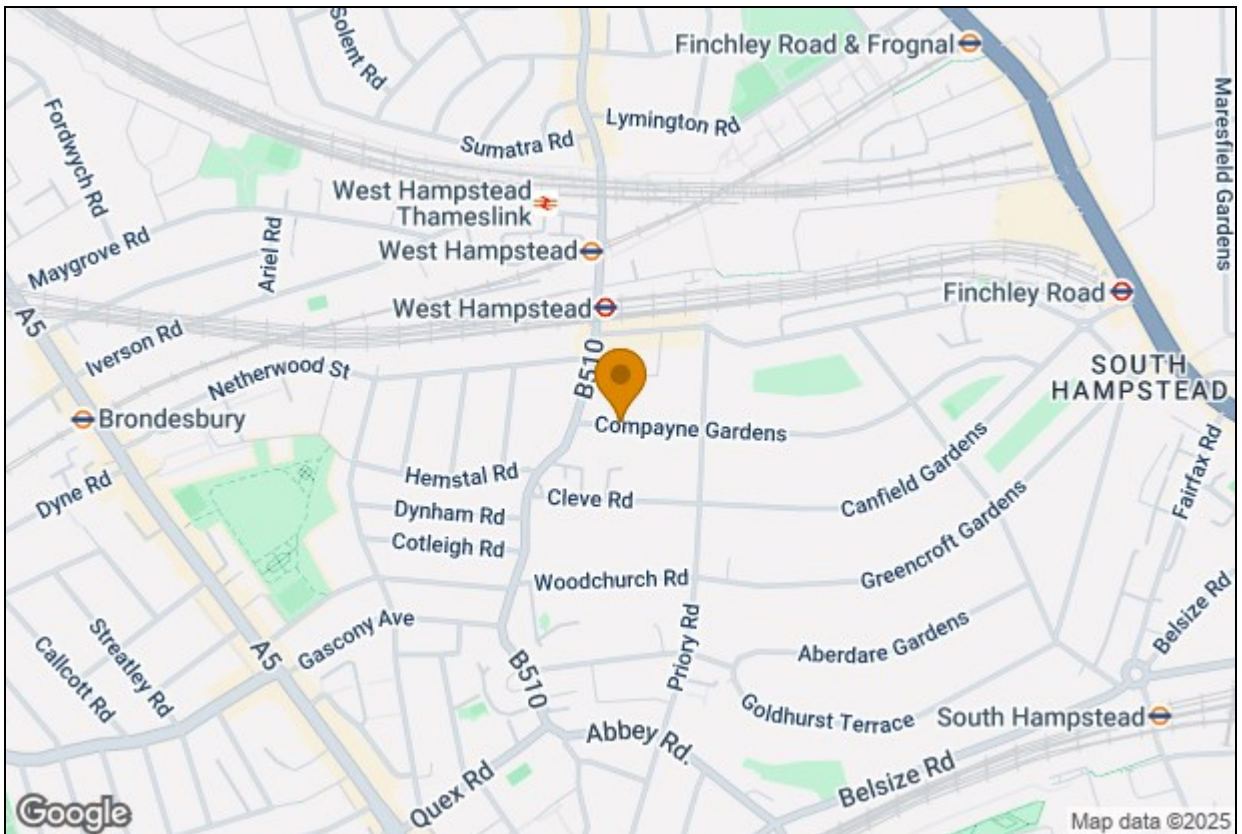 Solent Rd
Finchley Road & Frognal
Fordwych Rd
Sumatra Rd
Lymington Rd
Maresfield Gardens
West Hampstead
Thameslink
Maygrove Rd
Ariel Rd
West Hampstead
West Hampstead
Finchley Road
A5
Iverson Rd
Netherwood St
B510
SOUTH
HAMPSTEAD
Brondesbury
Compayne Gardens
Canfield Gardens
Fairfax Rd
Dyne Rd
Hemstal Rd
Cleve Rd
Dynham Rd
Cotleigh Rd
Greencroft Gardens
Woodchurch Rd
Belsize Rd
Streatley Rd
Callcott Rd
A5
Gascony Ave
Priory Rd
Aberdare Gardens
B510
Goldhurst Terrace
South Hampstead
Abbey Rd.
Quex Rd
Belsize Rd
Google
Map data ©2025